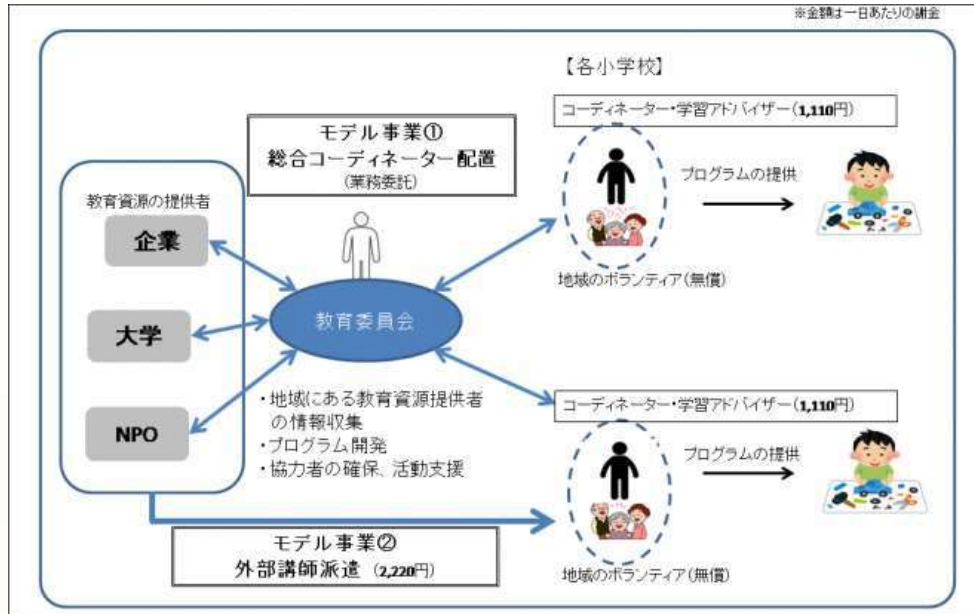 ※金額は一日あたりの謝金
【各小学校】
コーディネーター・学習アドバイザー(1,110円)
モデル事業①
総合コーディネーター配置
(業務委託)
プログラムの提供
教育資源の提供者
企業
地域のボランティア(無償)
大学
教育委員会
・地域にある教育資源提供者
の情報収集
・プログラム開発
・協力者の確保、活動支援
コーディネーター・学習アドバイザー(1,110円)
NPO
プログラムの提供
モデル事業②
外部講師派遣 (2,220円)
地域のボランティア(無償)